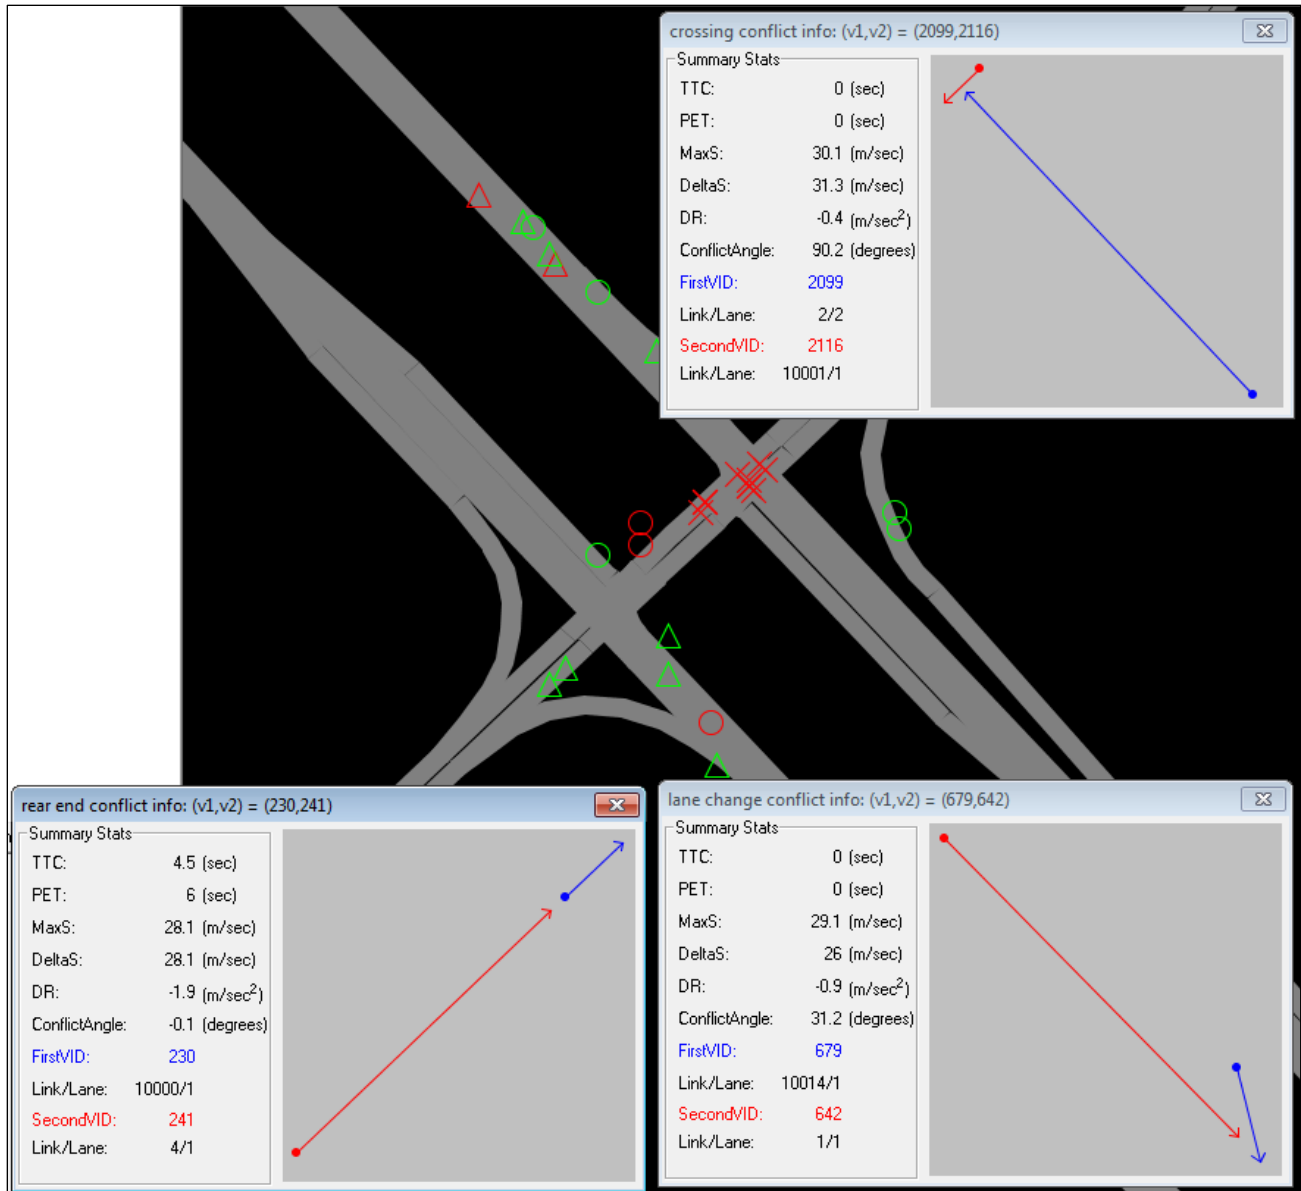 crossing conflict info: (v1,v2) = (2099,2116)
Summary Stats
TTC: 0 (sec)
PET: 0 (sec)
MaxS: 30.1 (m/sec)
DeltaS: 31.3 (m/sec)
DR: -0.4 (m/sec2)
ConflictAngle: 90.2 (degrees)
FirstVID: 2099
Link/Lane: 2/2
SecondVID: 2116
Link/Lane: 10001/1
rear end conflict info: (v1,v2) = (230,241)
Summary Stats
TTC: 4.5 (sec)
PET: 6 (sec)
MaxS: 28.1 (m/sec)
DeltaS: 28.1 (m/sec)
DR: -1.9 (m/sec2)
ConflictAngle: -0.1 (degrees)
FirstVID: 230
Link/Lane: 10000/1
SecondVID: 241
Link/Lane: 4/1
lane change conflict info: (v1,v2) = (679,642)
Summary Stats
TTC: 0 (sec)
PET: 0 (sec)
MaxS: 29.1 (m/sec)
DeltaS: 26 (m/sec)
DR: -0.9 (m/sec2)
ConflictAngle: 31.2 (degrees)
FirstVID: 679
Link/Lane: 10014/1
SecondVID: 642
Link/Lane: 1/1